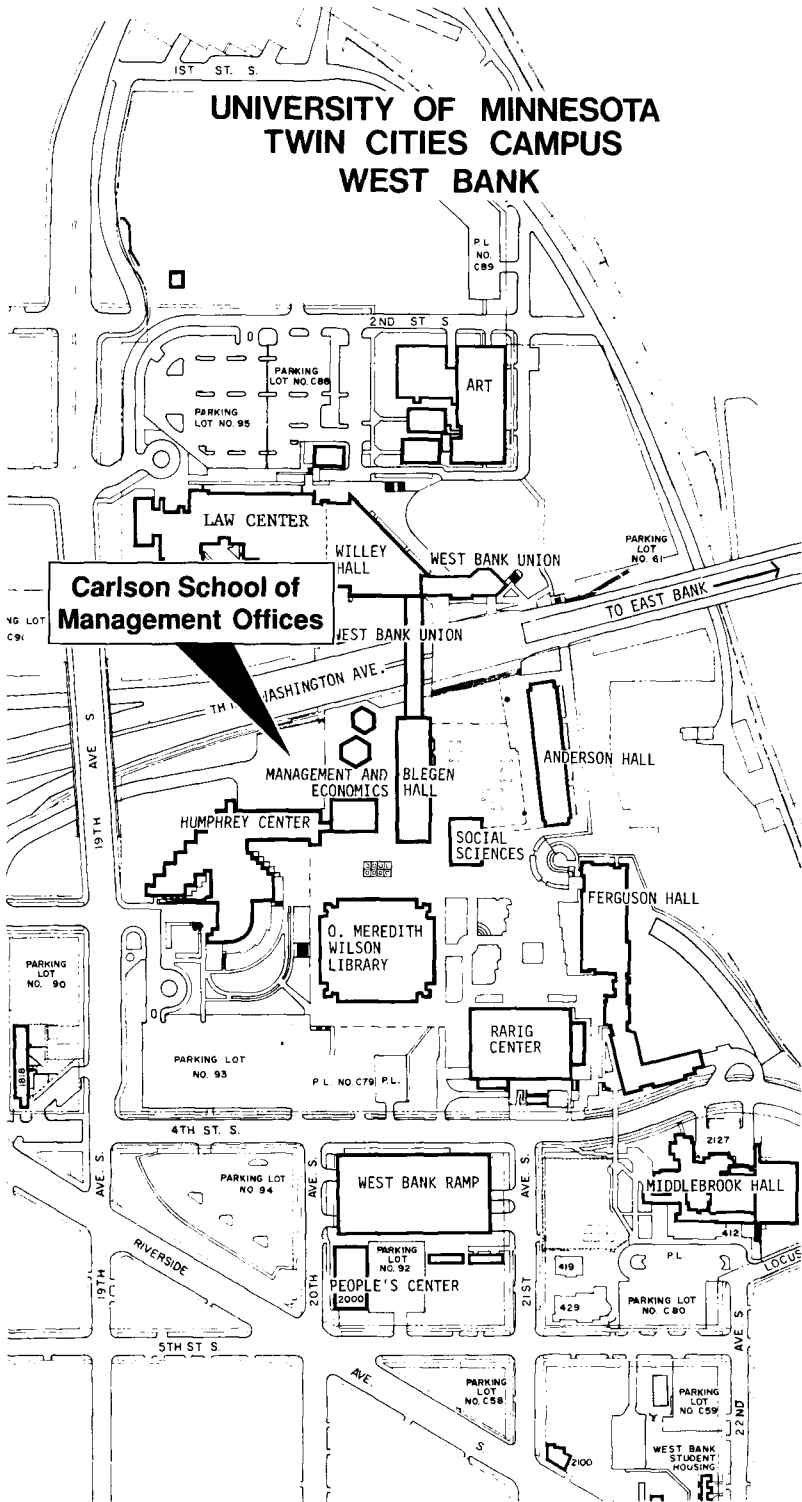 1ST ST. S.
UNIVERSITY OF MINNESOTA
TWIN CITIES CAMPUS
WEST BANK
P.L.
NO.
C89
2ND ST S.
PARKING
LOT NO. C88
ART
PARKING
LOT NO. 95
LAW CENTER
WILLEY
HALL
WEST BANK UNION
PARKING
LOT
NO. 61
Carlson School of
Management Offices
TO EAST BANK
WEST BANK UNION
WASHINGTON AVE.
19TH AVE S.
ANDERSON HALL
MANAGEMENT AND
ECONOMICS
BLEGEN
HALL
HUMPHREY CENTER
SOCIAL
SCIENCES
FERGUSON HALL
O. MEREDITH
WILSON
LIBRARY
PARKING
LOT
NO. 90
RARIG
CENTER
1818
PARKING LOT
NO. 93
P.L. NO. C79
P.L.
4TH ST. S.
2127
19TH AVE. S.
PARKING LOT
NO 94
20TH AVE. S.
WEST BANK RAMP
21ST AVE. S.
MIDDLEBROOK HALL
412
RIVERSIDE
PARKING
LOT
NO. 92
P.L.
LOCUS
PEOPLE'S CENTER
2000
419
429
PARKING LOT
NO. C80
22ND AVE S.
5TH ST S.
AVE.
S.
PARKING
LOT
NO. C58
PARKING
LOT
NO. C59
2100
WEST BANK
STUDENT
HOUSING